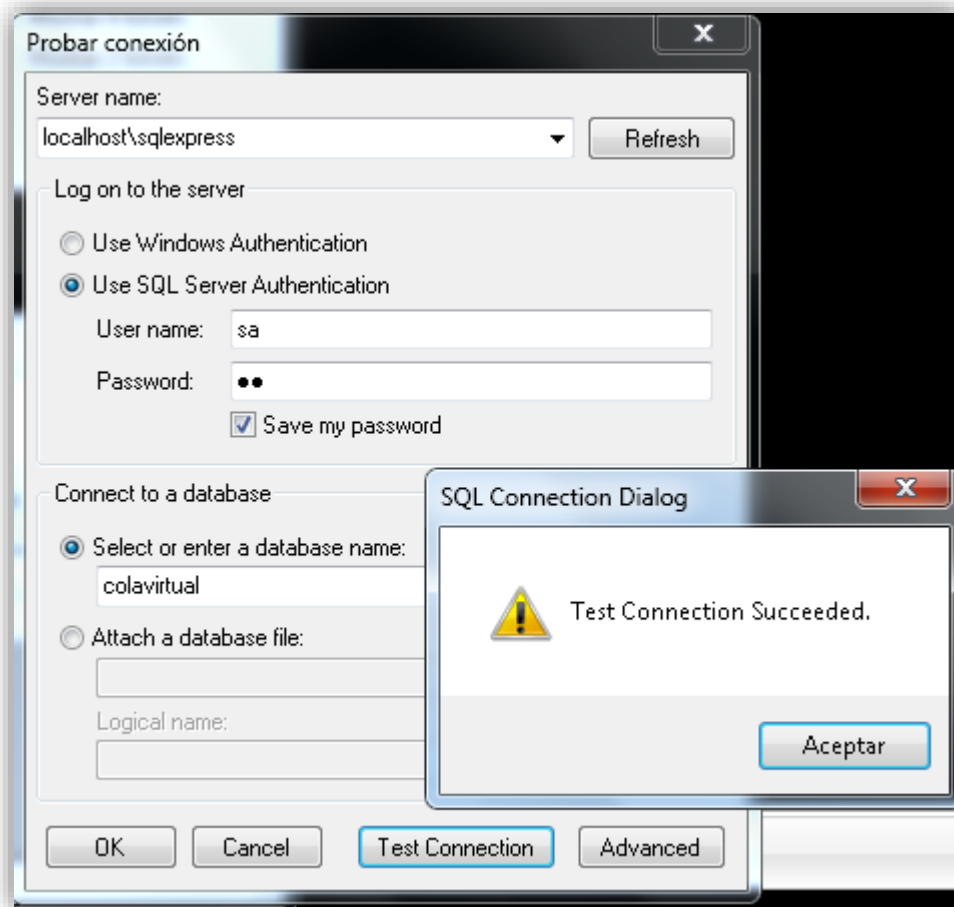 Probar conexión
x
Server name:
localhost\sqlexpress
Refresh
Log on to the server
Use Windows Authentication
Use SQL Server Authentication
User name:
sa
Password:
••
Save my password
Connect to a database
Select or enter a database name:
colavirtual
Attach a database file:
Logical name:
OK
Cancel
Test Connection
Advanced
SQL Connection Dialog
x
Test Connection Succeeded.
Aceptar